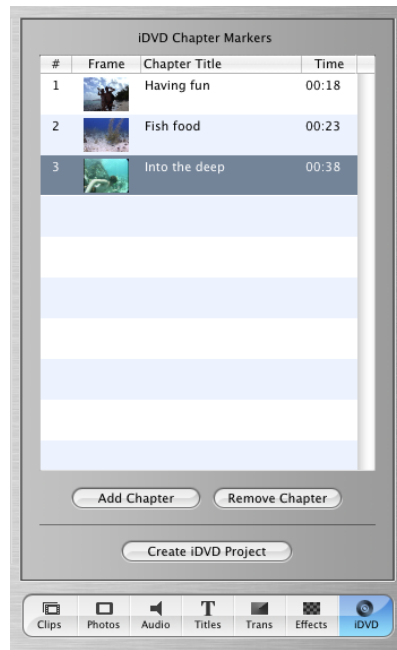 iDVD Chapter Markers
# Frame Chapter Title Time
1 Having fun 00:18
2 Fish food 00:23
3 Into the deep 00:38
Add Chapter Remove Chapter
Create iDVD Project
Clips Photos Audio Titles Trans Effects iDVD